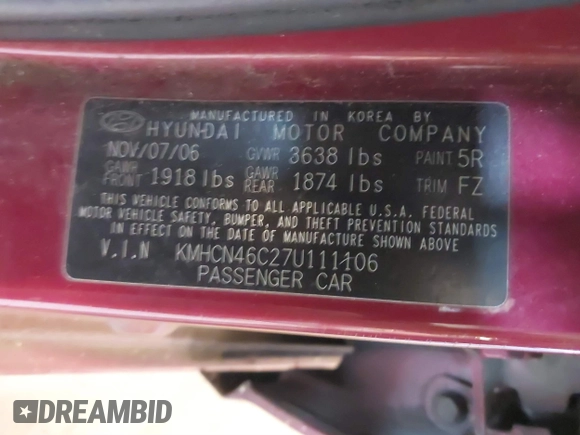 MANUFACTURED IN KOREA BY
HYUNDAI MOTOR COMPANY
NOV/07/06 GVWR 3638 lbs PAINT 5R
GAWR FRONT 1918 lbs GAWR REAR 1874 lbs TRIM FZ
THIS VEHICLE CONFORMS TO ALL APPLICABLE U.S.A. FEDERAL
MOTOR VEHICLE SAFETY, BUMPER, AND THEFT PREVENTION STANDARDS
IN EFFECT ON THE DATE OF MANUFACTURE SHOWN ABOVE
V.I.N KMHCN46C27U111106
PASSENGER CAR
DREAMBID